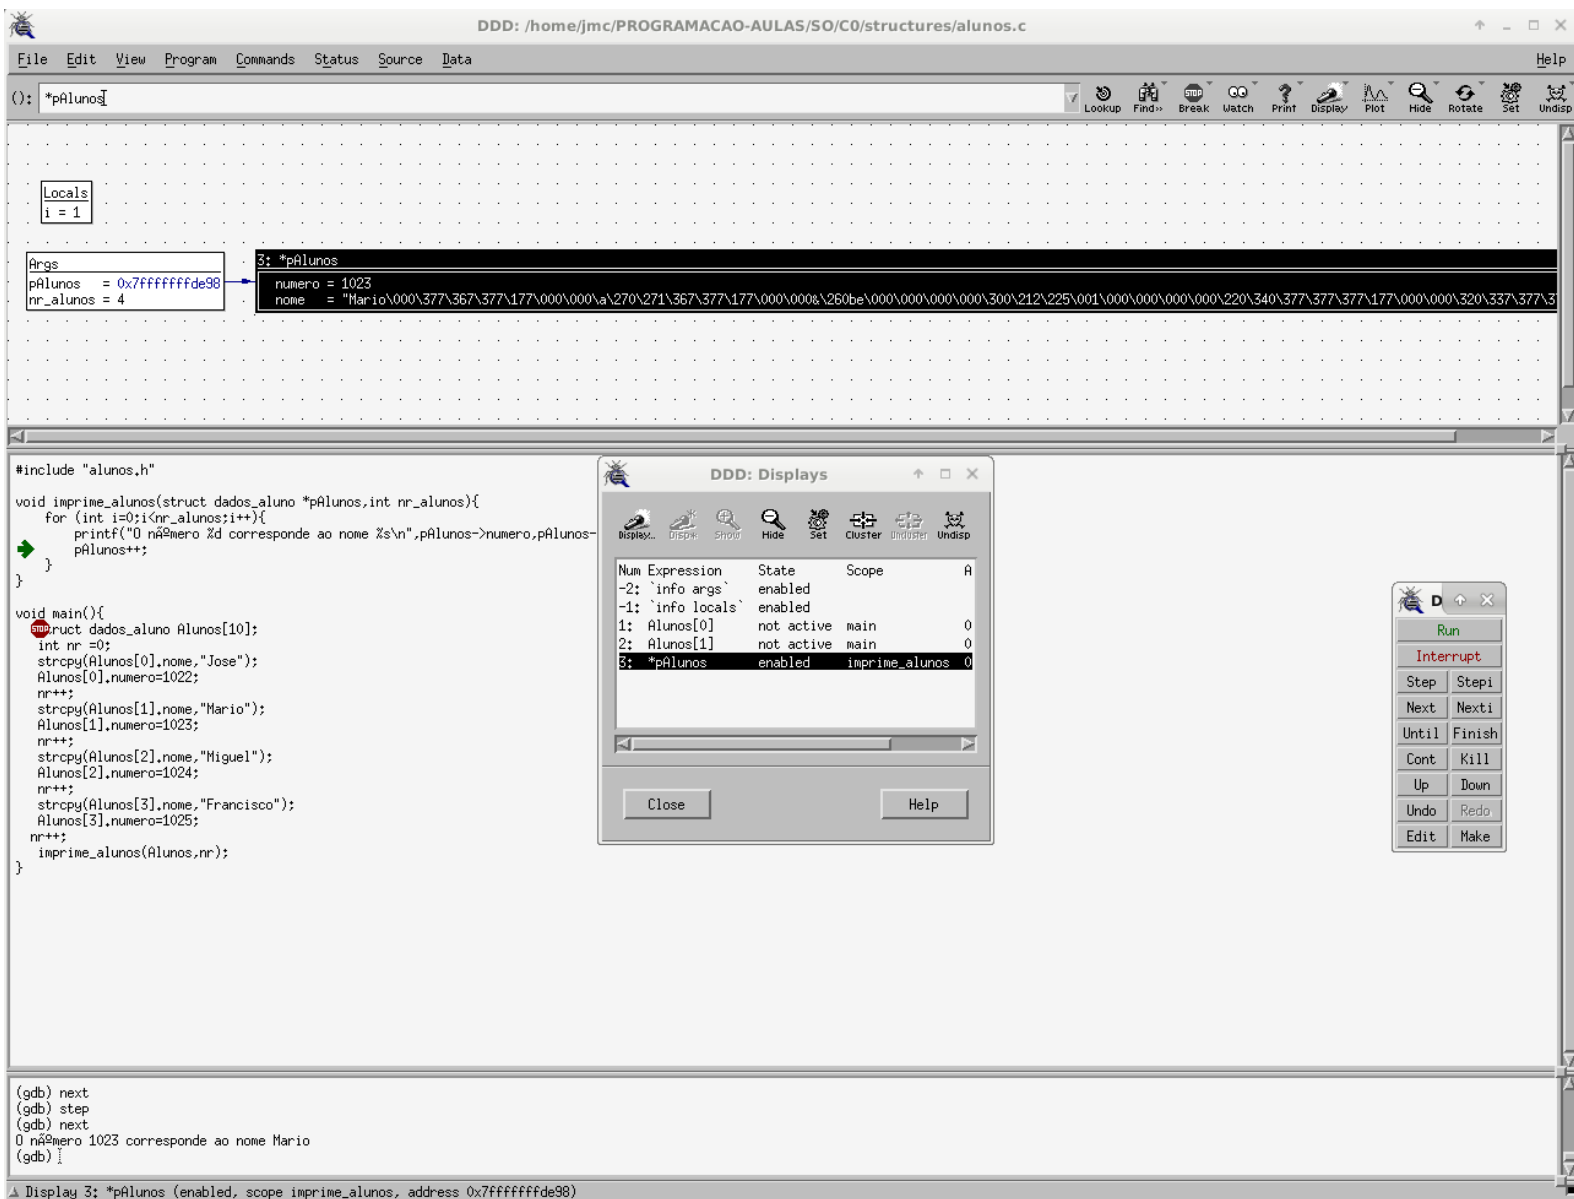 DDD: /home/jmc/PROGRAMACAO-AULAS/SO/C0/structures/alunos.c
File Edit View Program Commands Status Source Data Help
(): *pAlunos
Lookup Find» Break Watch Print Display Plot Hide Rotate Set Undisp
Locals
i = 1
Args
pAlunos = 0x7fffffffde98
nr_alunos = 4
3: *pAlunos
numero = 1023
nome = "Mario\000\377\367\377\177\000\000\a\270\271\367\377\177\000\000&\260be\000\000\000\000\000\300\212\225\001\000\000\000\000\000\220\340\377\377\377\177\000\000\320\337\377\3
#include "alunos.h"
void imprime_alunos(struct dados_aluno *pAlunos,int nr_alunos){
for (int i=0;i<nr_alunos;i++){
printf("O nÃºmero %d corresponde ao nome %s\n",pAlunos->numero,pAlunos-
pAlunos++;
}
}
void main(){
STOP ruct dados_aluno Alunos[10];
int nr =0;
strcpy(Alunos[0].nome,"Jose");
Alunos[0].numero=1022;
nr++;
strcpy(Alunos[1].nome,"Mario");
Alunos[1].numero=1023;
nr++;
strcpy(Alunos[2].nome,"Miguel");
Alunos[2].numero=1024;
nr++;
strcpy(Alunos[3].nome,"Francisco");
Alunos[3].numero=1025;
nr++;
imprime_alunos(Alunos,nr);
}
DDD: Displays
Display... Disp* Show Hide Set Cluster Uncluster Undisp
Num Expression State Scope A
-2: `info args` enabled
-1: `info locals` enabled
1: Alunos[0] not active main 0
2: Alunos[1] not active main 0
3: *pAlunos enabled imprime_alunos 0
Close Help
D
Run
Interrupt
Step Stepi
Next Nexti
Until Finish
Cont Kill
Up Down
Undo Redo
Edit Make
(gdb) next
(gdb) step
(gdb) next
O nÃºmero 1023 corresponde ao nome Mario
(gdb)
Display 3: *pAlunos (enabled, scope imprime_alunos, address 0x7fffffffde98)